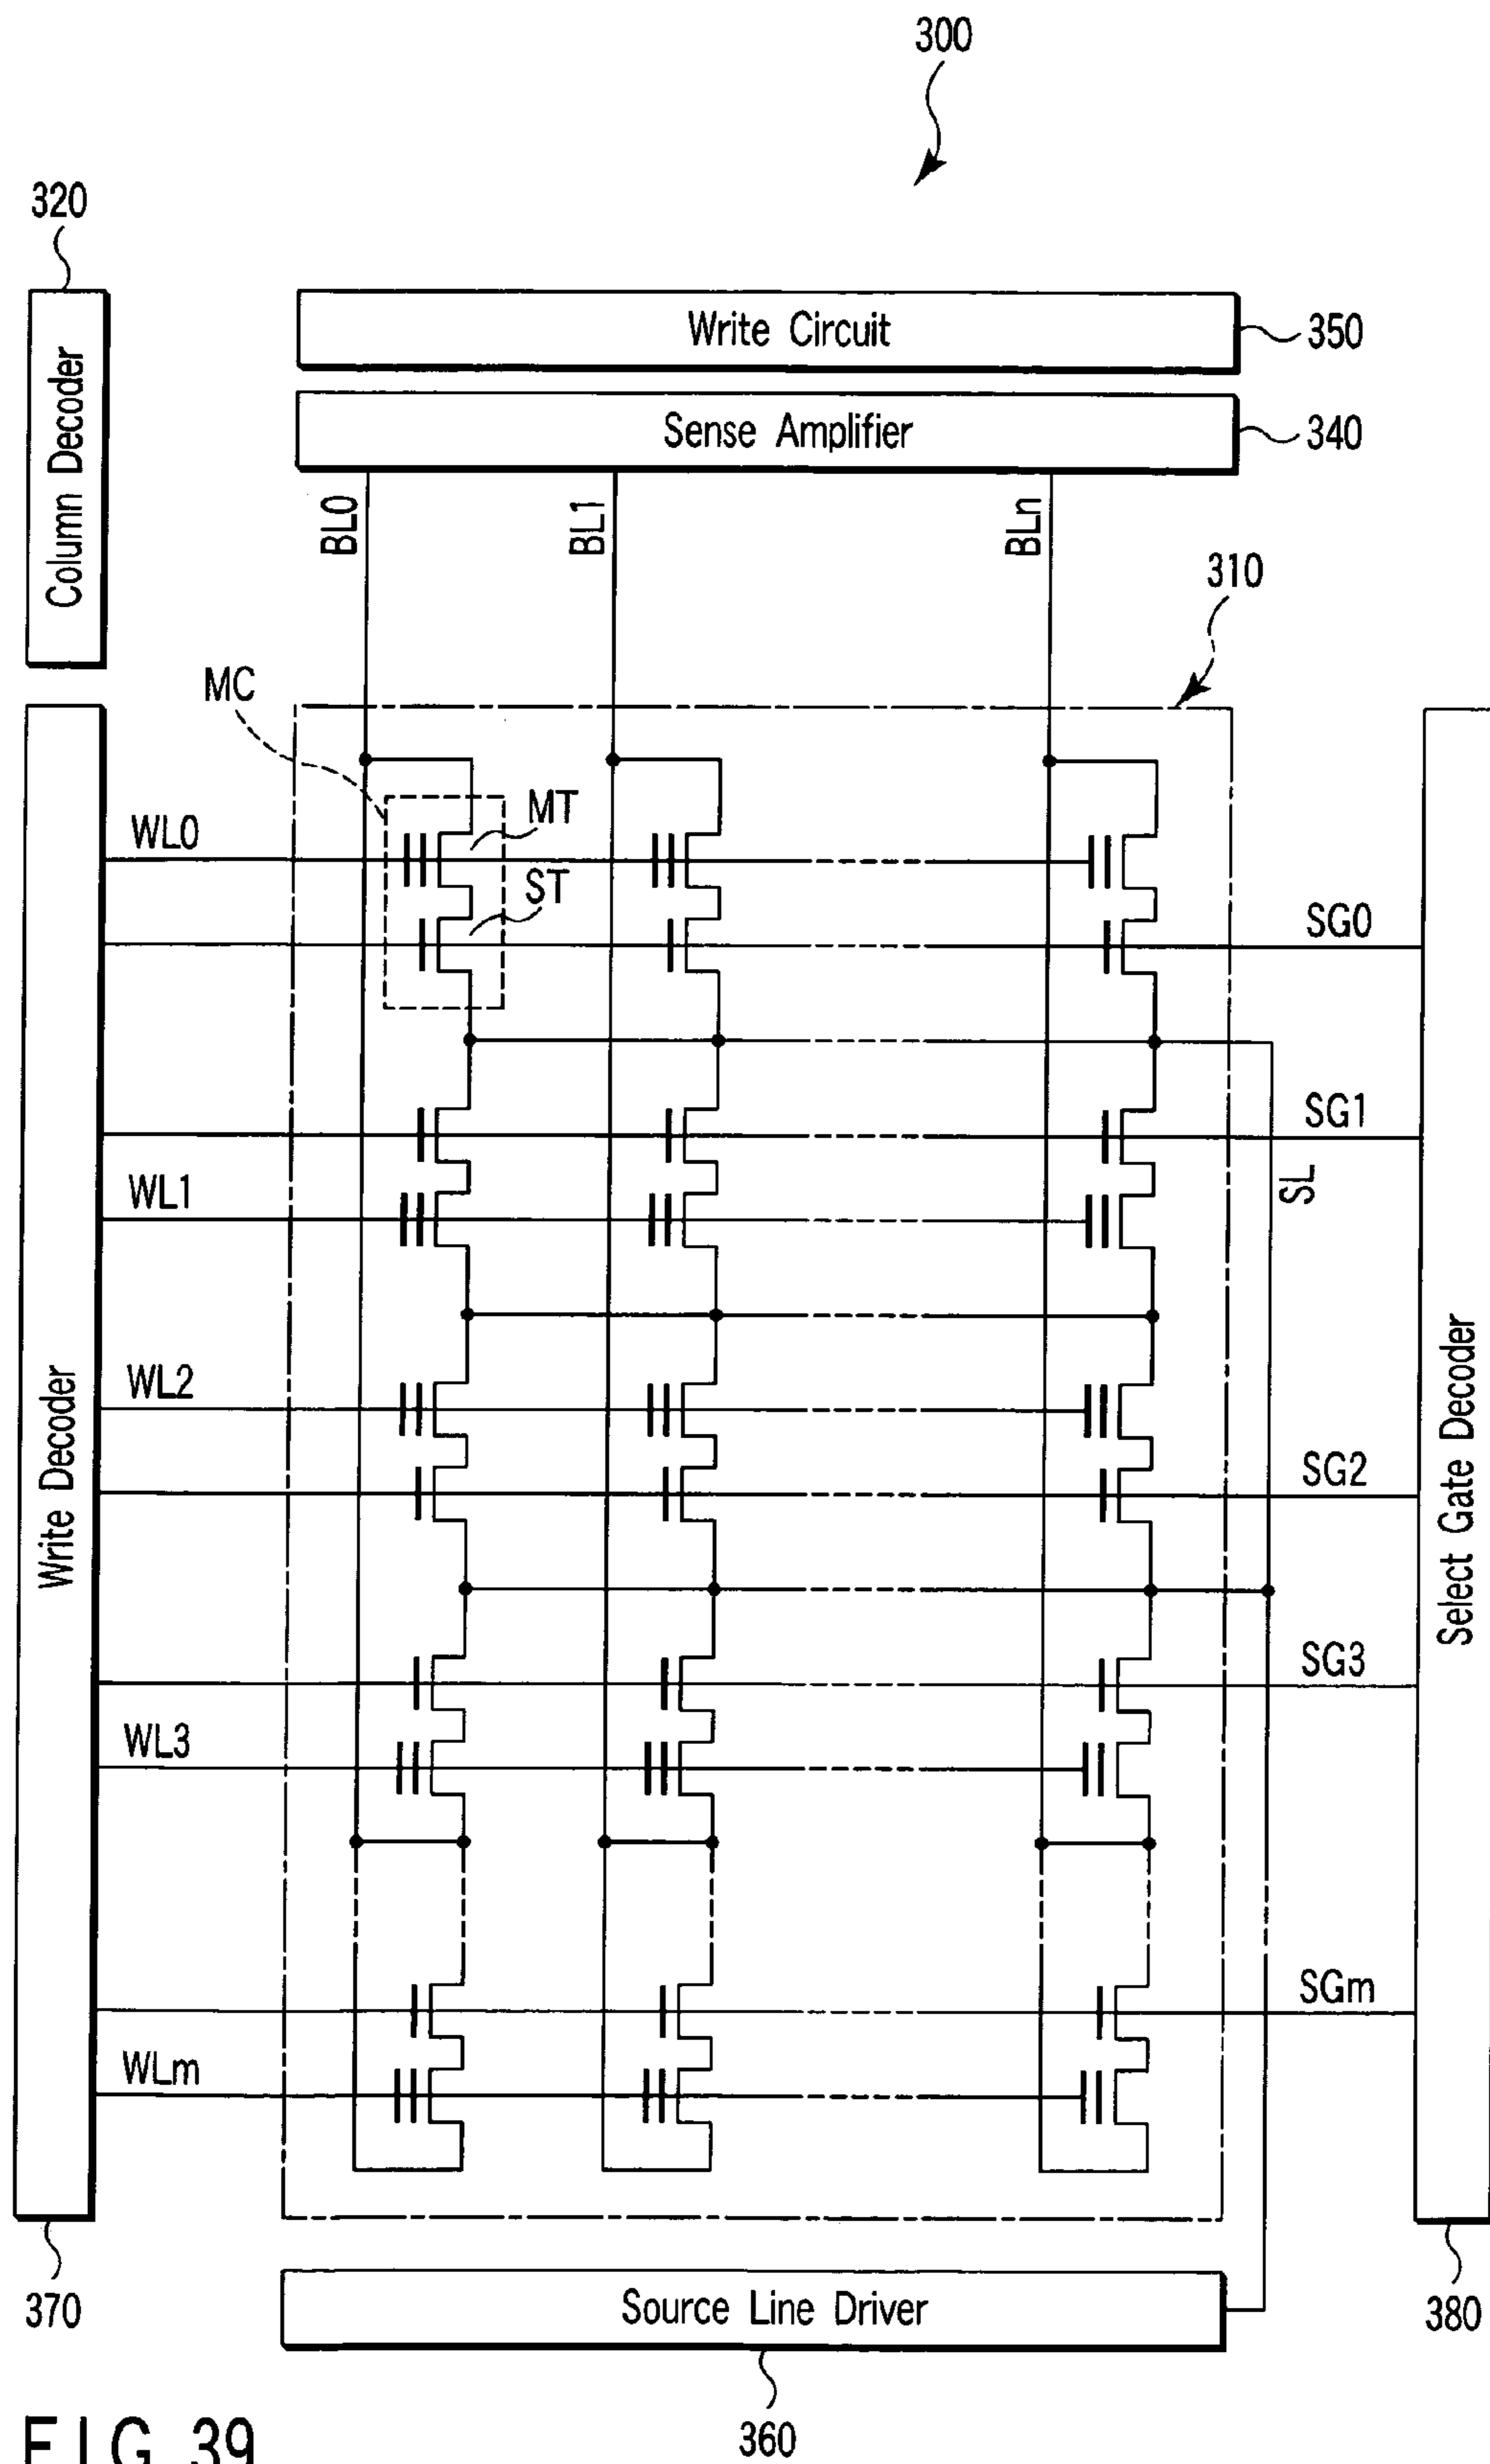 300
320
Column Decoder
Write Circuit
350
Sense Amplifier
340
BL0
BL1
BLn
310
MC
MT
WL0
ST
SG0
SG1
WL1
SL
WL2
SG2
Write Decoder
Select Gate Decoder
SG3
WL3
SGm
WLm
370
Source Line Driver
380
360
FIG. 39